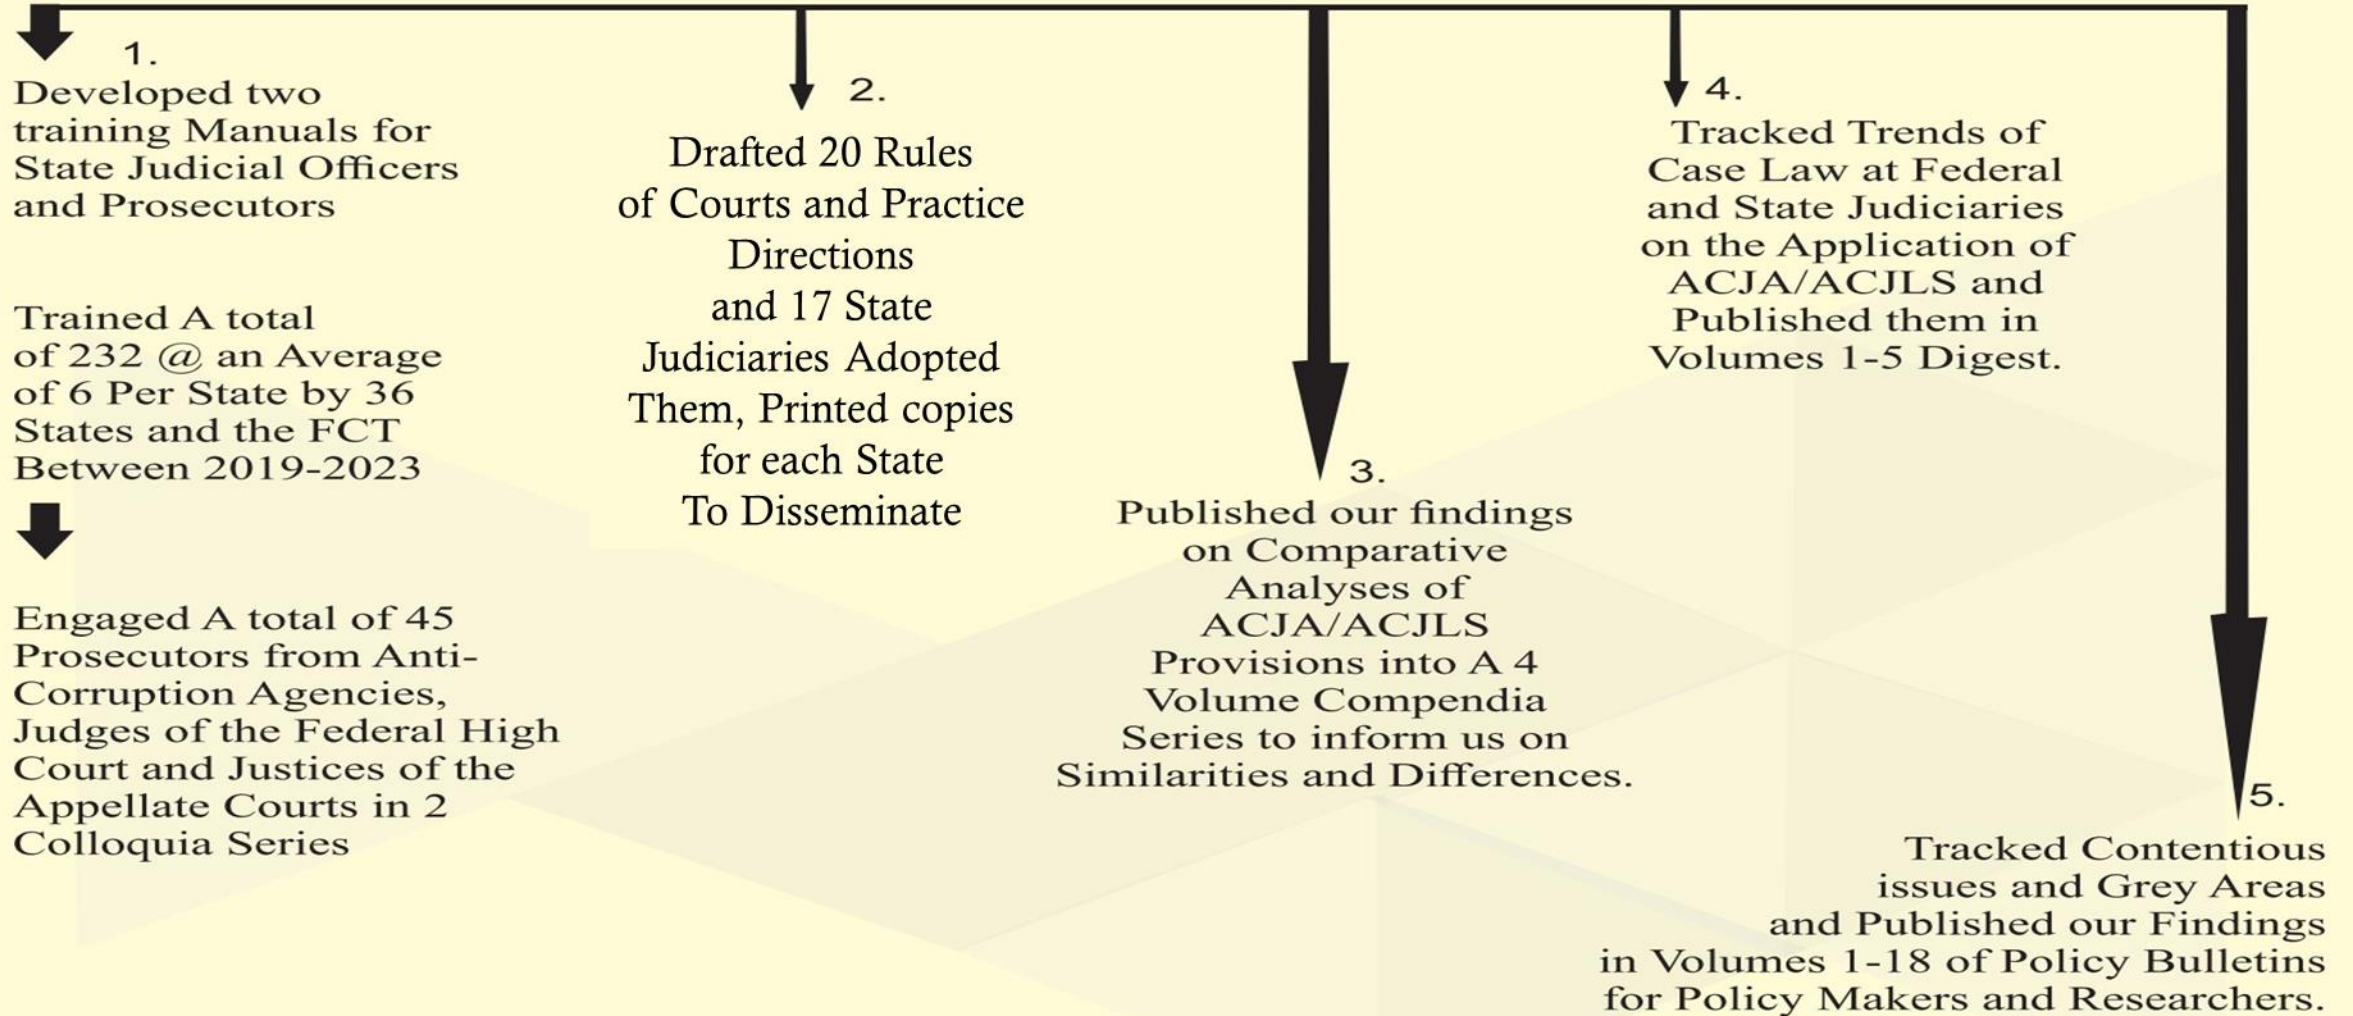 1.
Developed two
training Manuals for
State Judicial Officers
and Prosecutors
Trained A total
of 232 @ an Average
of 6 Per State by 36
States and the FCT
Between 2019-2023
Engaged A total of 45
Prosecutors from Anti-
Corruption Agencies,
Judges of the Federal High
Court and Justices of the
Appellate Courts in 2
Colloquia Series
2.
Drafted 20 Rules
of Courts and Practice
Directions
and 17 State
Judiciaries Adopted
Them, Printed copies
for each State
To Disseminate
3.
Published our findings
on Comparative
Analyses of
ACJA/ACJLS
Provisions into A 4
Volume Compendia
Series to inform us on
Similarities and Differences.
4.
Tracked Trends of
Case Law at Federal
and State Judiciaries
on the Application of
ACJA/ACJLS and
Published them in
Volumes 1-5 Digest.
5.
Tracked Contentious
issues and Grey Areas
and Published our Findings
in Volumes 1-18 of Policy Bulletins
for Policy Makers and Researchers.